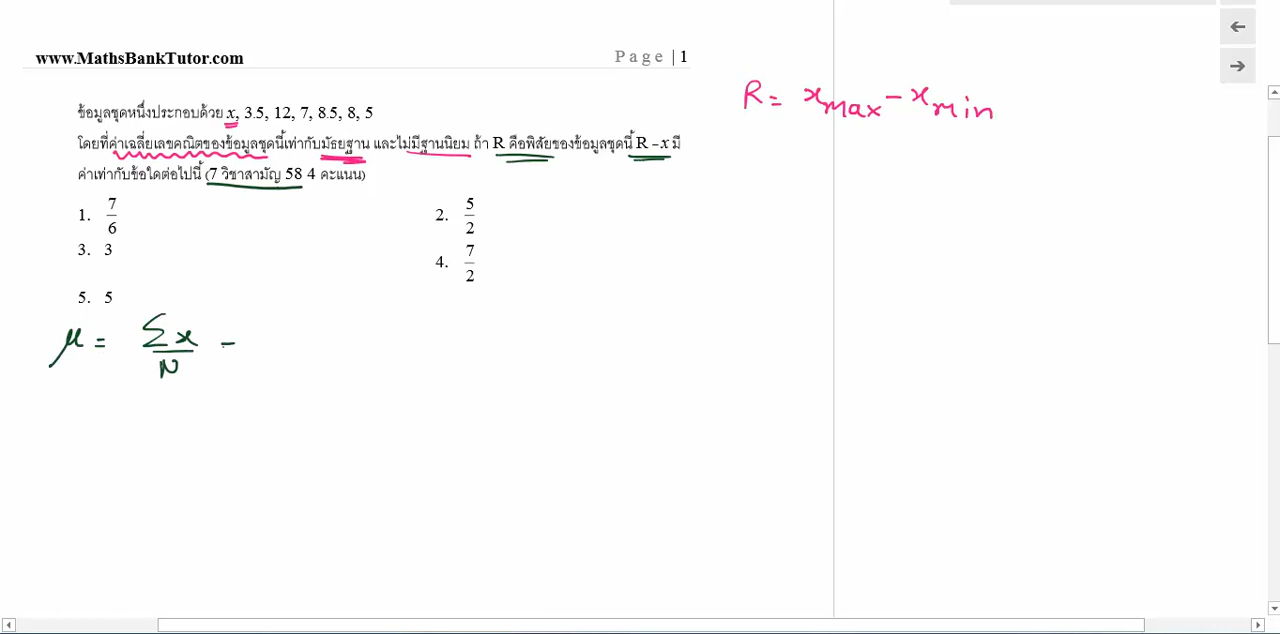 www.MathsBankTutor.com
Page | 1
ข้อมูลชุดหนึ่งประกอบด้วย x, 3.5, 12, 7, 8.5, 8, 5
โดยที่ค่าเฉลี่ยเลขคณิตของข้อมูลชุดนี้เท่ากับมัธยฐาน และไม่มีฐานนิยม ถ้า R คือพิสัยของข้อมูลชุดนี้ R – x มี
ค่าเท่ากับข้อใดต่อไปนี้ (7 วิชาสามัญ 58 4 คะแนน)
1. 7/6
2. 5/2
3. 3
4. 7/2
5. 5
R = xmax - xmin
μ = Σx/N =